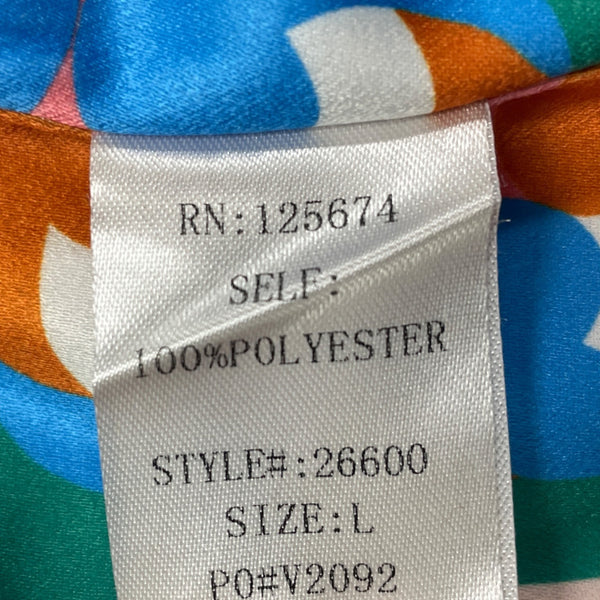 RN:125674
SELF:
100%POLYESTER
STYLE#:26600
SIZE:L
PO#V2092